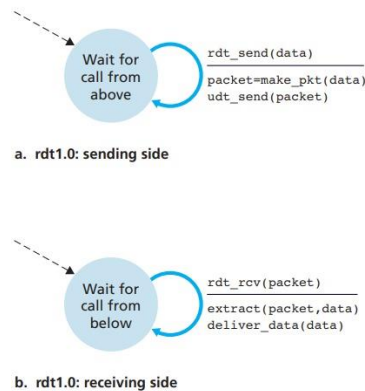 Wait for
call from
above
rdt_send(data)
packet=make_pkt(data)
udt_send(packet)
a. rdt1.0: sending side
Wait for
call from
below
rdt_rcv(packet)
extract(packet,data)
deliver_data(data)
b. rdt1.0: receiving side